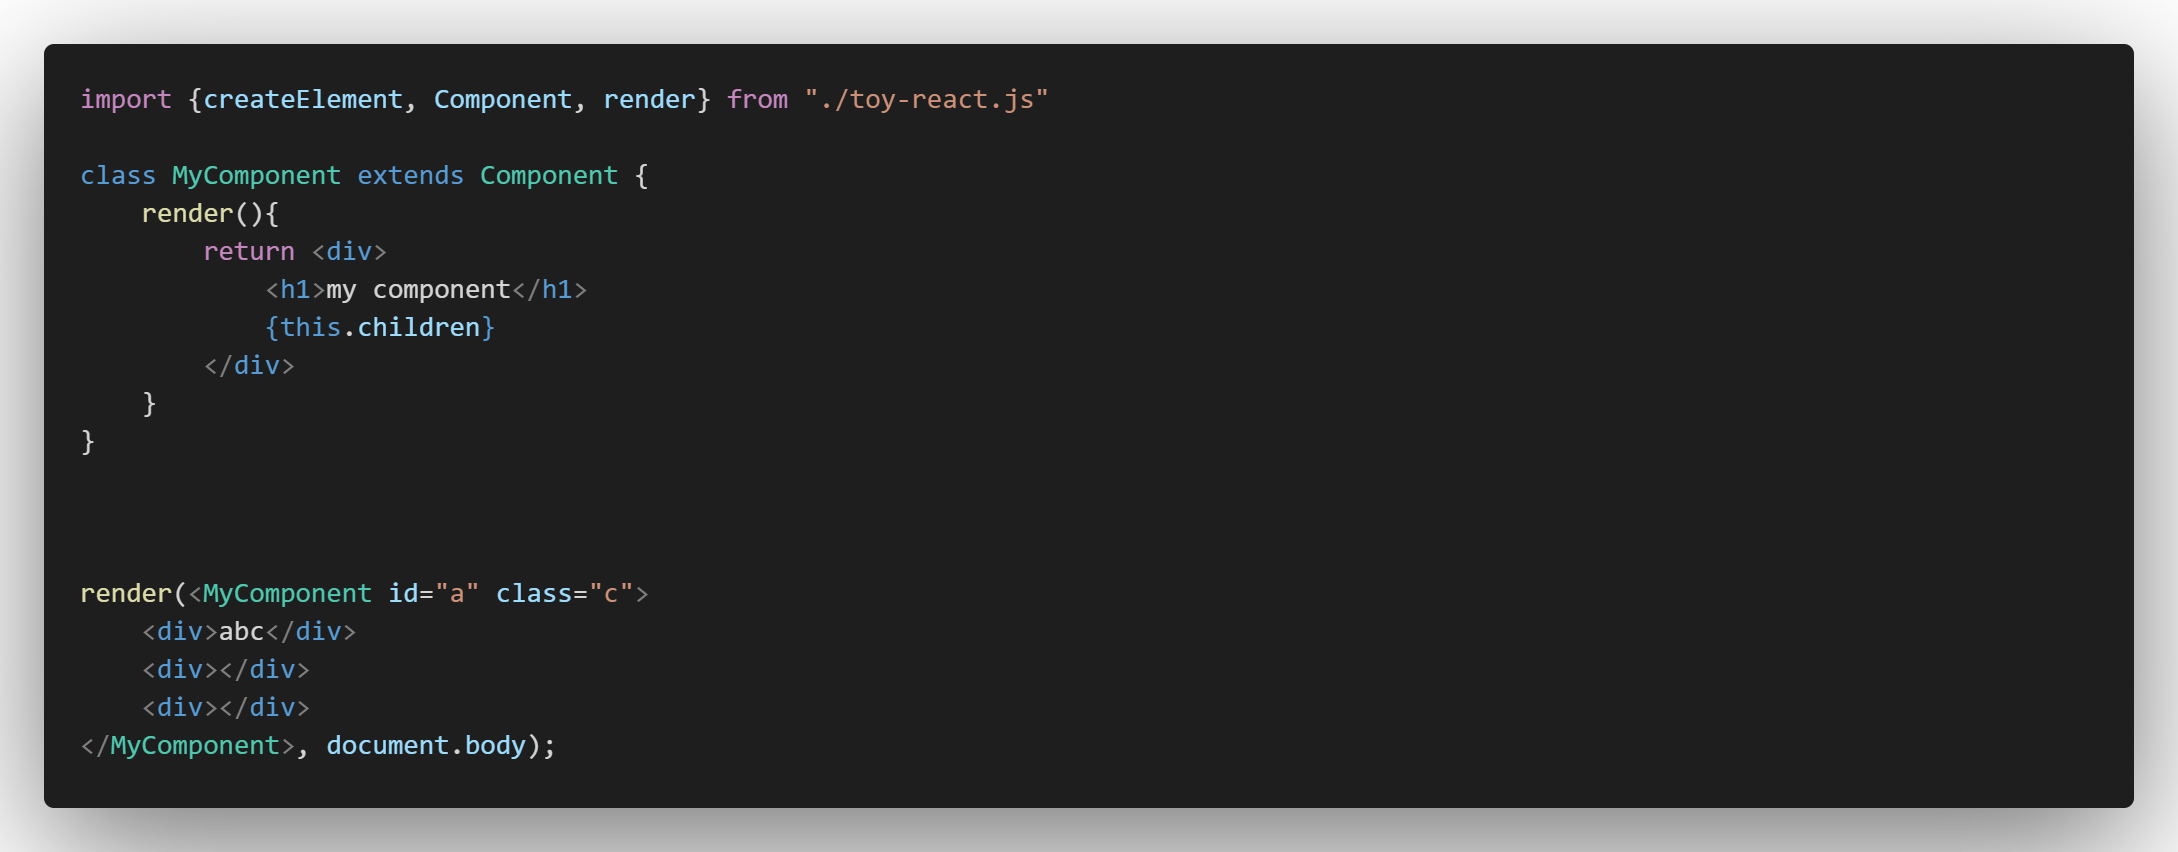 import {createElement, Component, render} from "./toy-react.js"

class MyComponent extends Component {
    render(){
        return <div>
            <h1>my component</h1>
            {this.children}
        </div>
    }
}

render(<MyComponent id="a" class="c">
    <div>abc</div>
    <div></div>
    <div></div>
</MyComponent>, document.body);